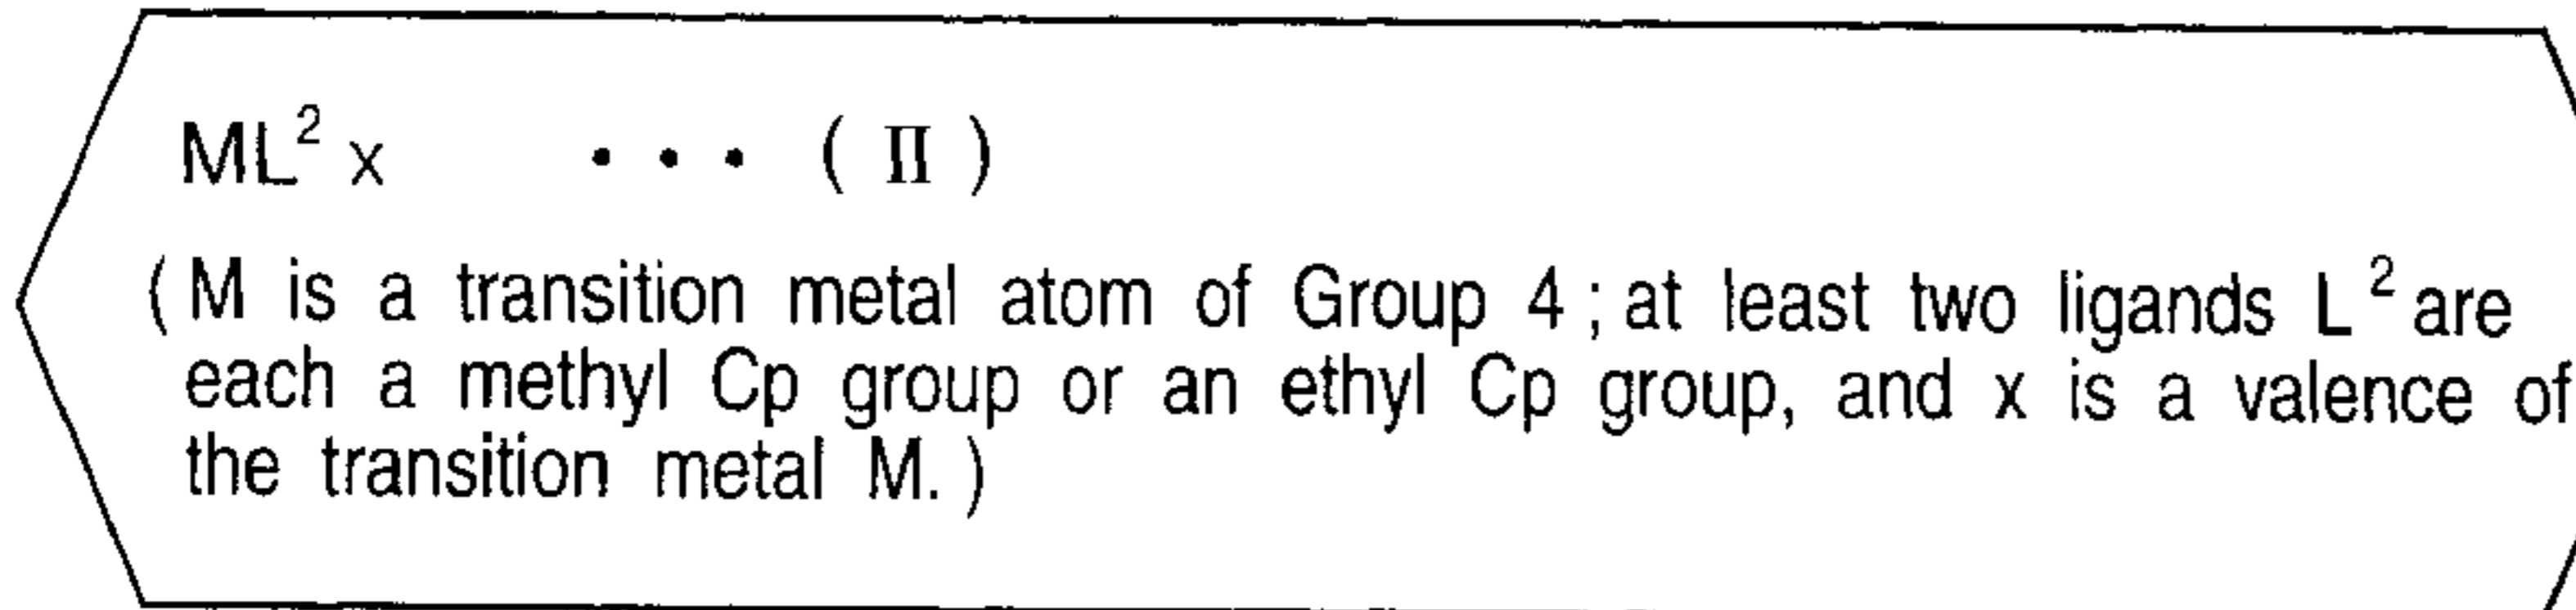 ML² x • • • ( II )
( M is a transition metal atom of Group 4 ; at least two ligands L² are
each a methyl Cp group or an ethyl Cp group, and x is a valence of
the transition metal M. )